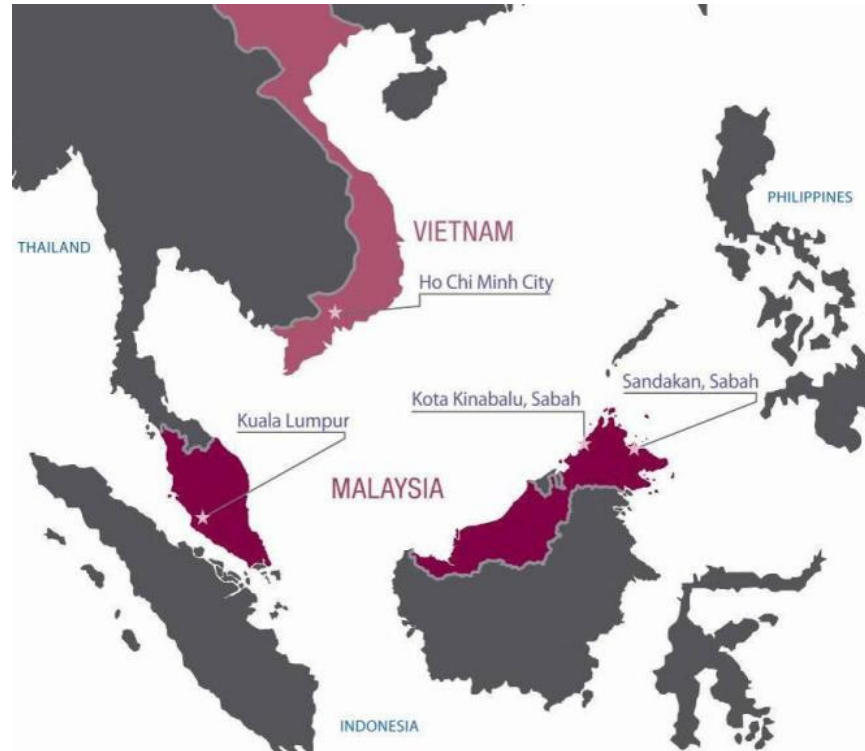 PHILIPPINES
VIETNAM
THAILAND
Ho Chi Minh City
Sandakan, Sabah
Kota Kinabalu, Sabah
Kuala Lumpur
MALAYSIA
INDONESIA